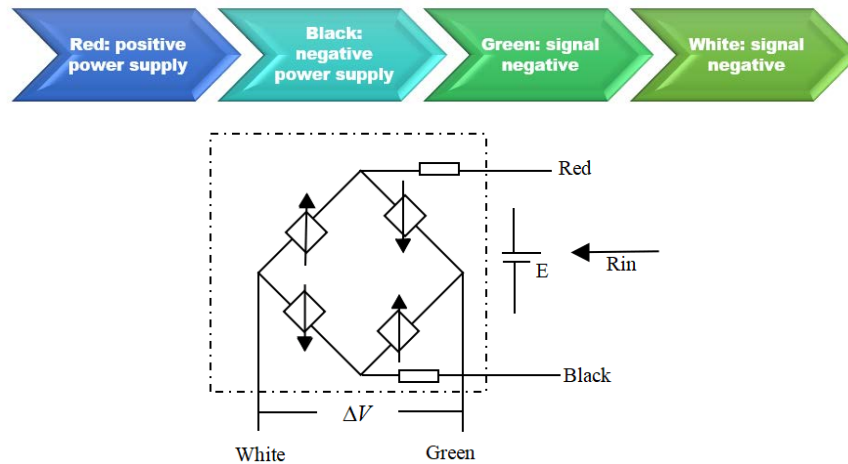 Red: positive
power supply
Black:
negative
power supply
Green: signal
negative
White: signal
negative
Red
E
Rin
Black
ΔV
White
Green